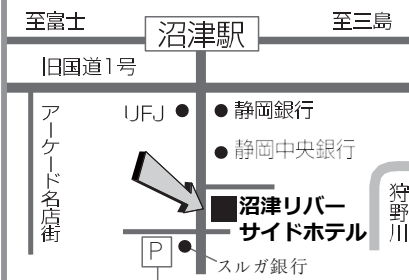 至富士
沼津駅
至三島
旧国道1号
アーケード名店街
UFJ
静岡銀行
静岡中央銀行
沼津リバー
サイドホテル
狩野川
P
スルガ銀行